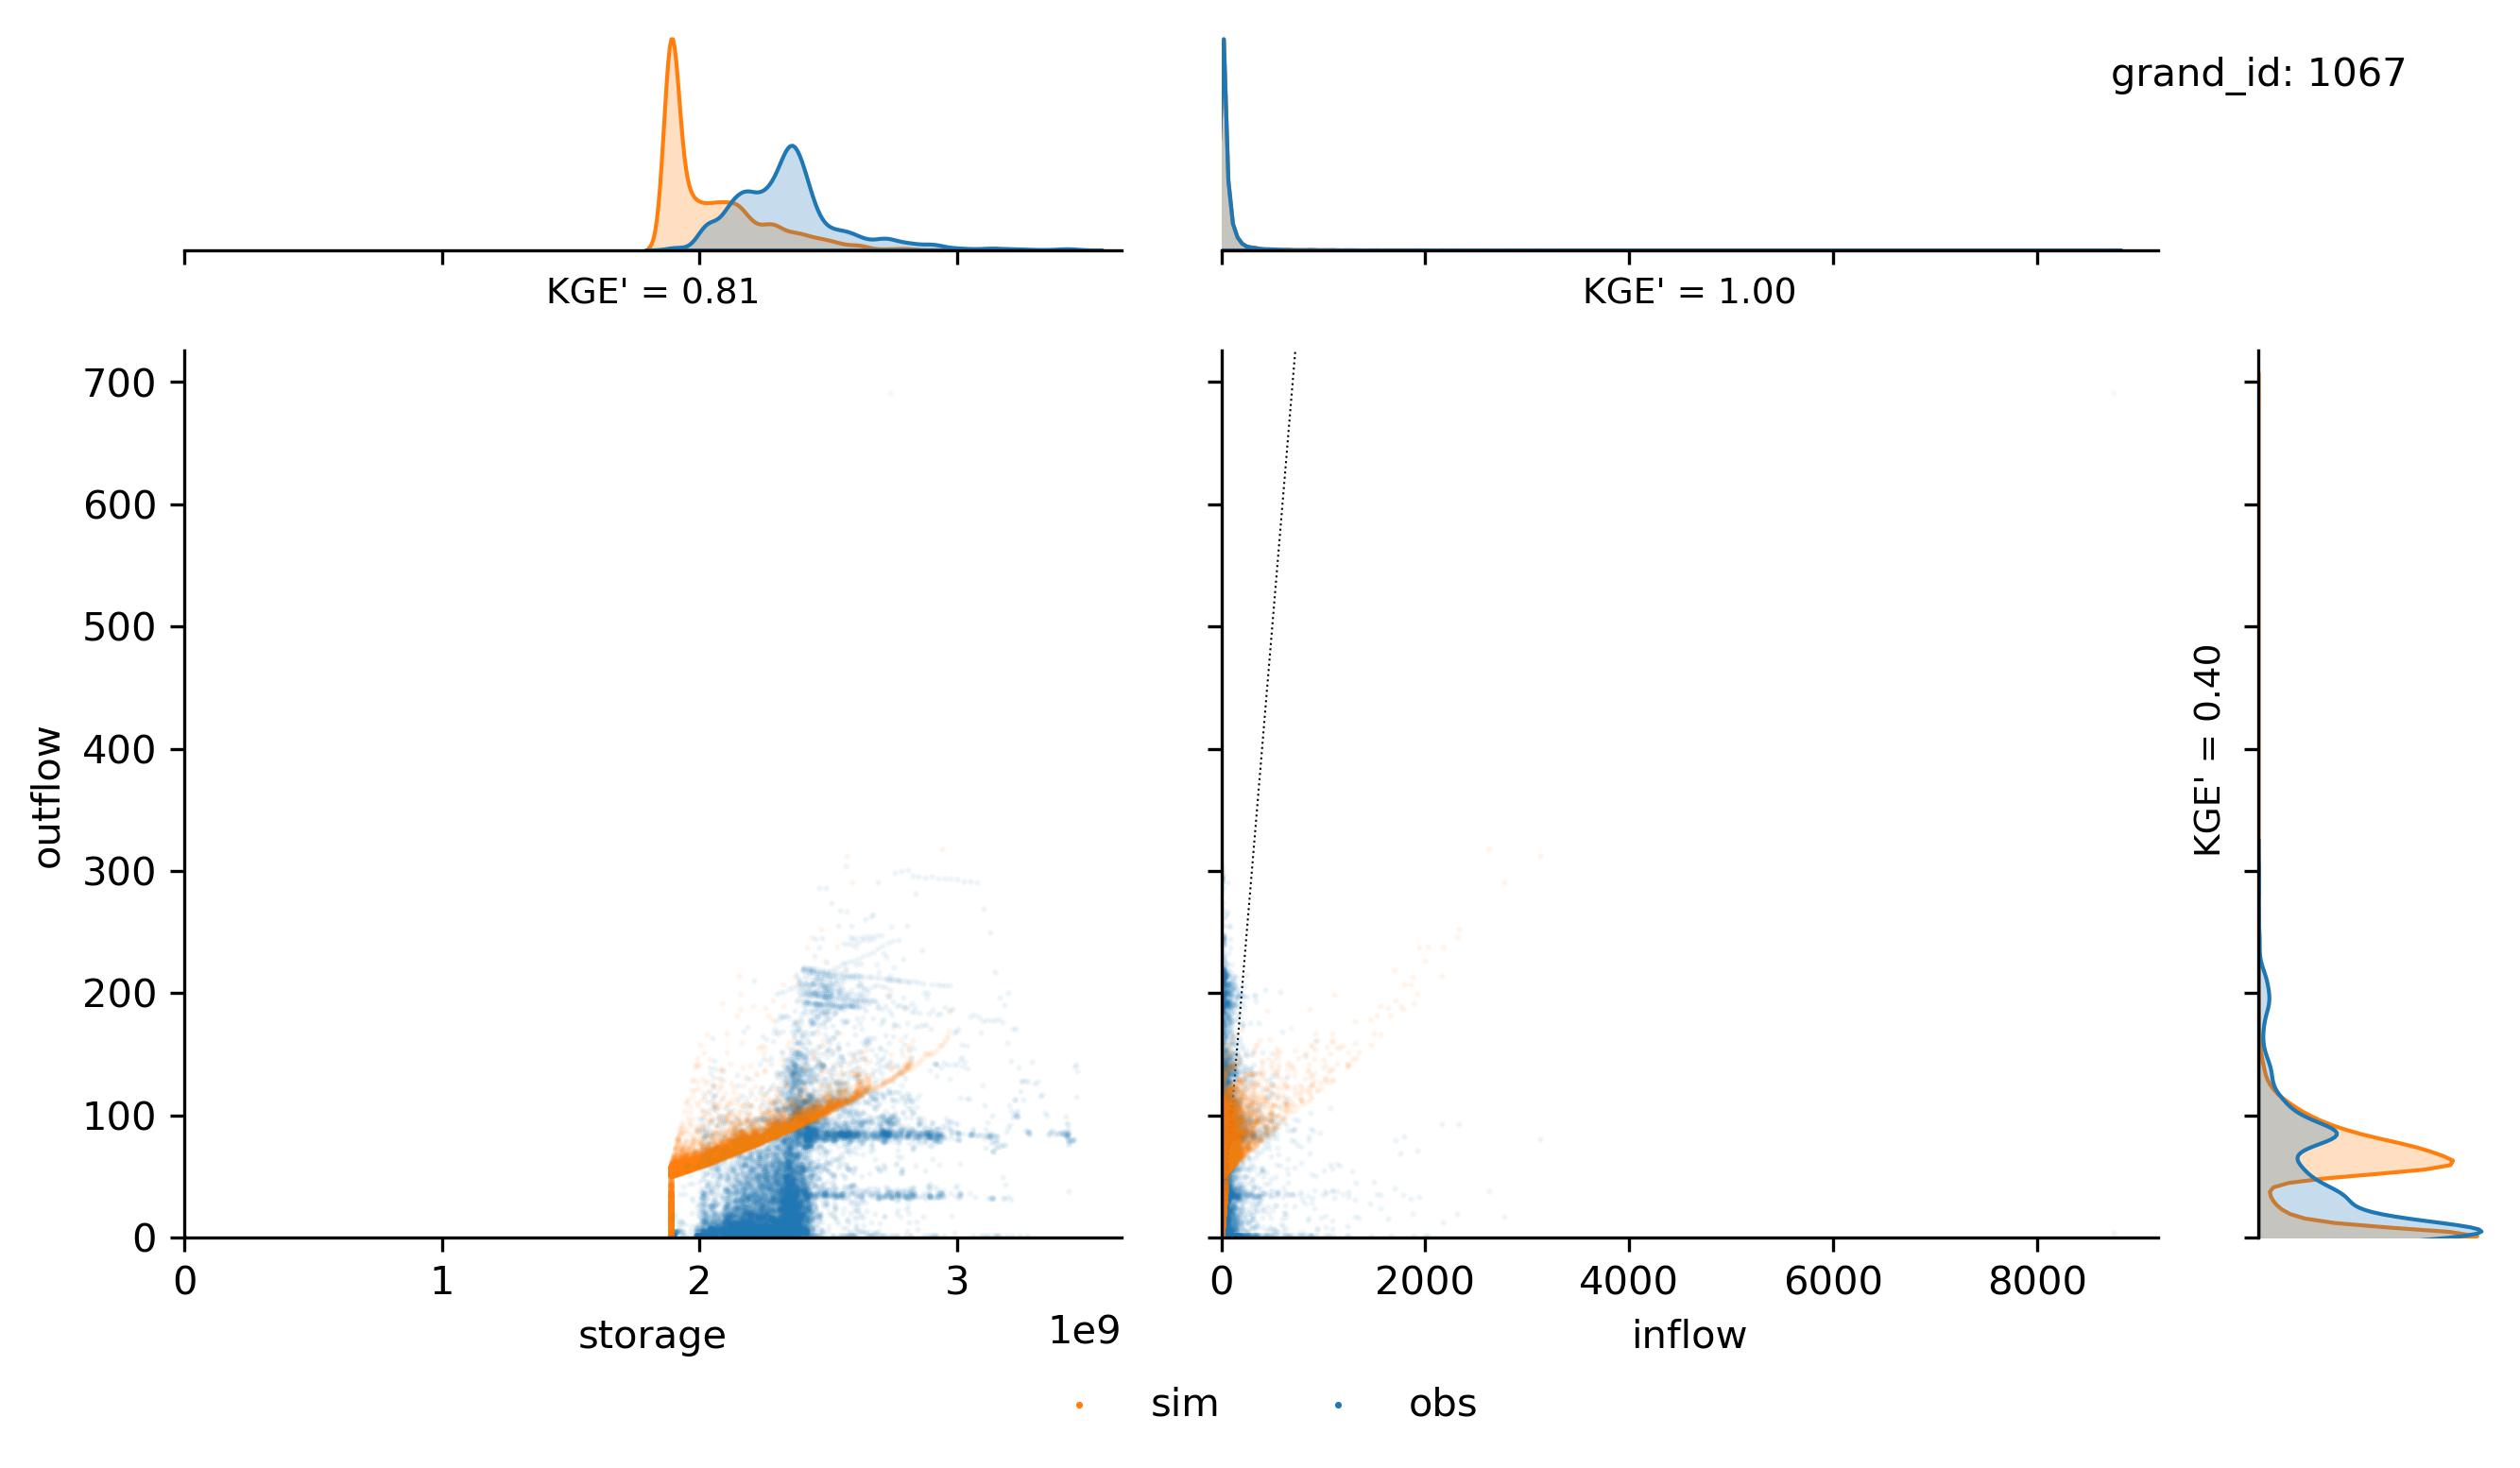 grand_id: 1067
KGE' = 0.81
KGE' = 1.00
700
600
500
400
300
200
100
0
outflow
KGE' = 0.40
0 1 2 3
1e9
storage
0 2000 4000 6000 8000
inflow
sim obs